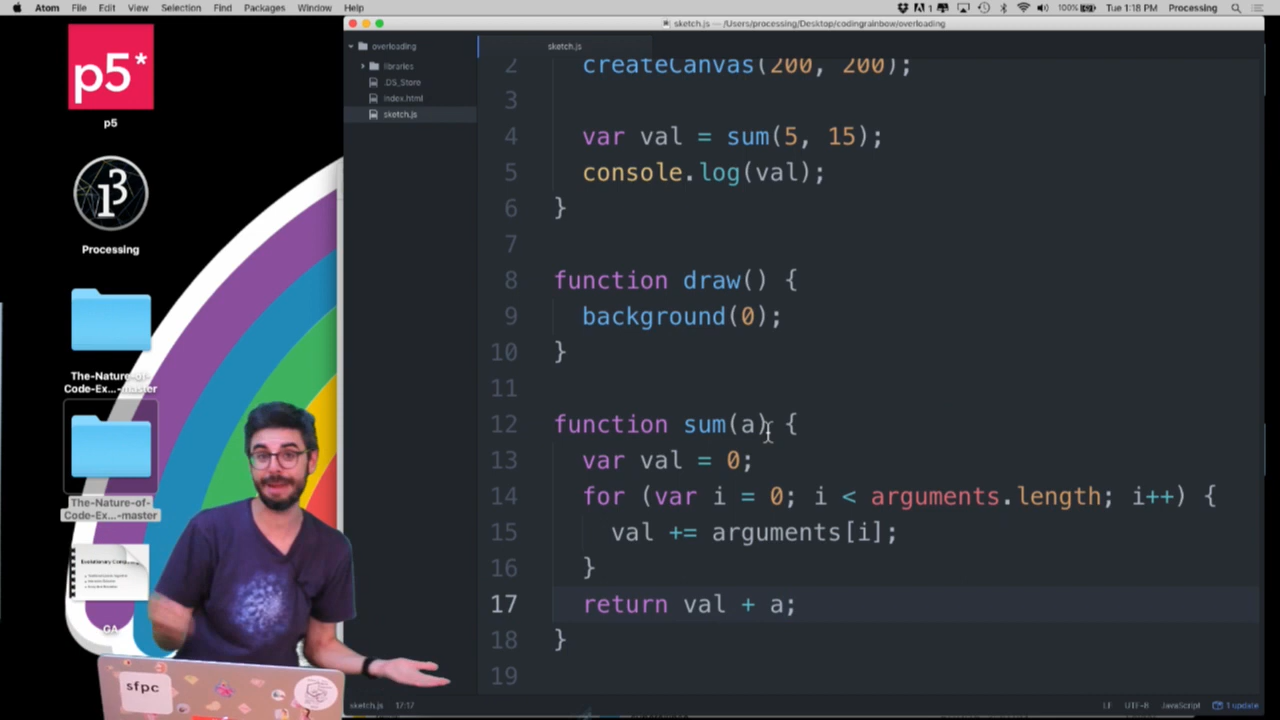 Atom File Edit View Selection Find Packages Window Help
100% Tue 1:18 PM Processing
sketch.js — /Users/processing/Desktop/codingrainbow/overloading
p5*
p5
Processing
The-Nature-of-
Code-Ex...-master
The-Nature-of-
Code-Ex...-master
GA
sfpc
overloading
libraries
.DS_Store
index.html
sketch.js
sketch.js
2 createCanvas(200, 200);
3
4 var val = sum(5, 15);
5 console.log(val);
6 }
7
8 function draw() {
9 background(0);
10 }
11
12 function sum(a) {
13 var val = 0;
14 for (var i = 0; i < arguments.length; i++) {
15 val += arguments[i];
16 }
17 return val + a;
18 }
19
sketch.js 17:17
LF UTF-8 JavaScript 1 update